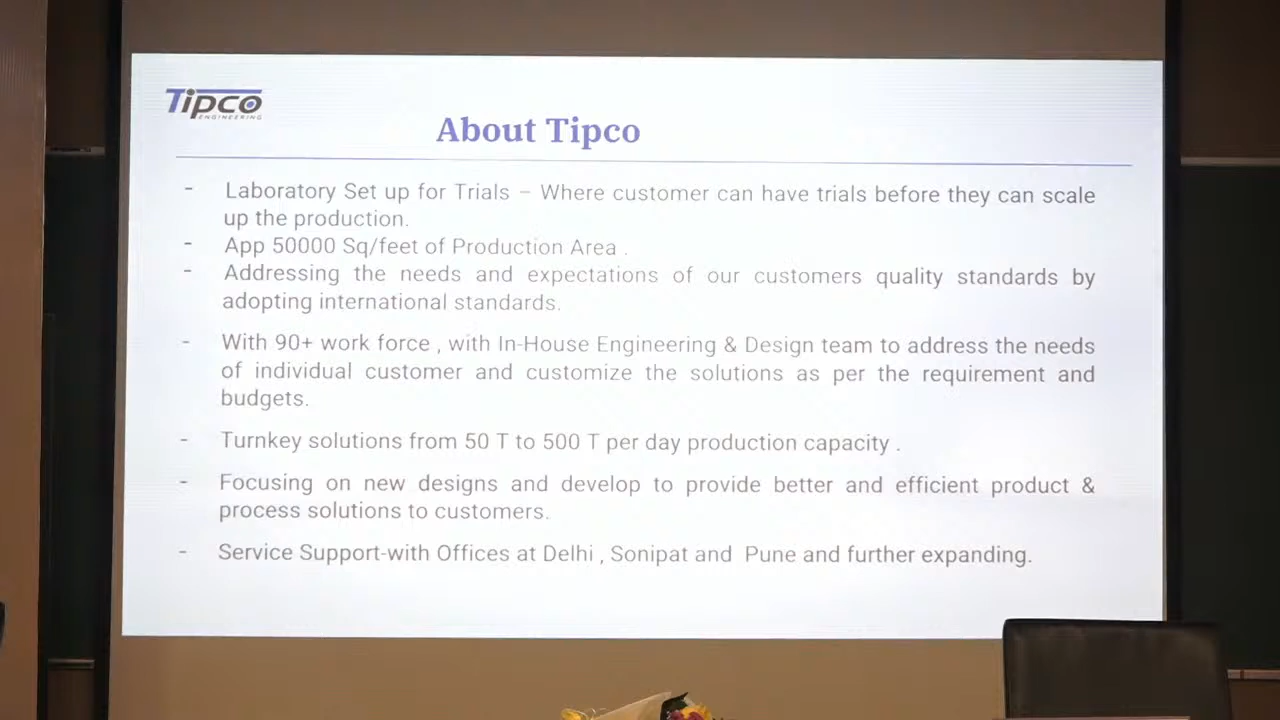 Tipco
ENGINEERING
About Tipco
- Laboratory Set up for Trials – Where customer can have trials before they can scale
up the production.
- App 50000 Sq/feet of Production Area .
- Addressing the needs and expectations of our customers quality standards by
adopting international standards.
- With 90+ work force , with In-House Engineering & Design team to address the needs
of individual customer and customize the solutions as per the requirement and
budgets.
- Turnkey solutions from 50 T to 500 T per day production capacity .
- Focusing on new designs and develop to provide better and efficient product &
process solutions to customers.
- Service Support-with Offices at Delhi , Sonipat and Pune and further expanding.